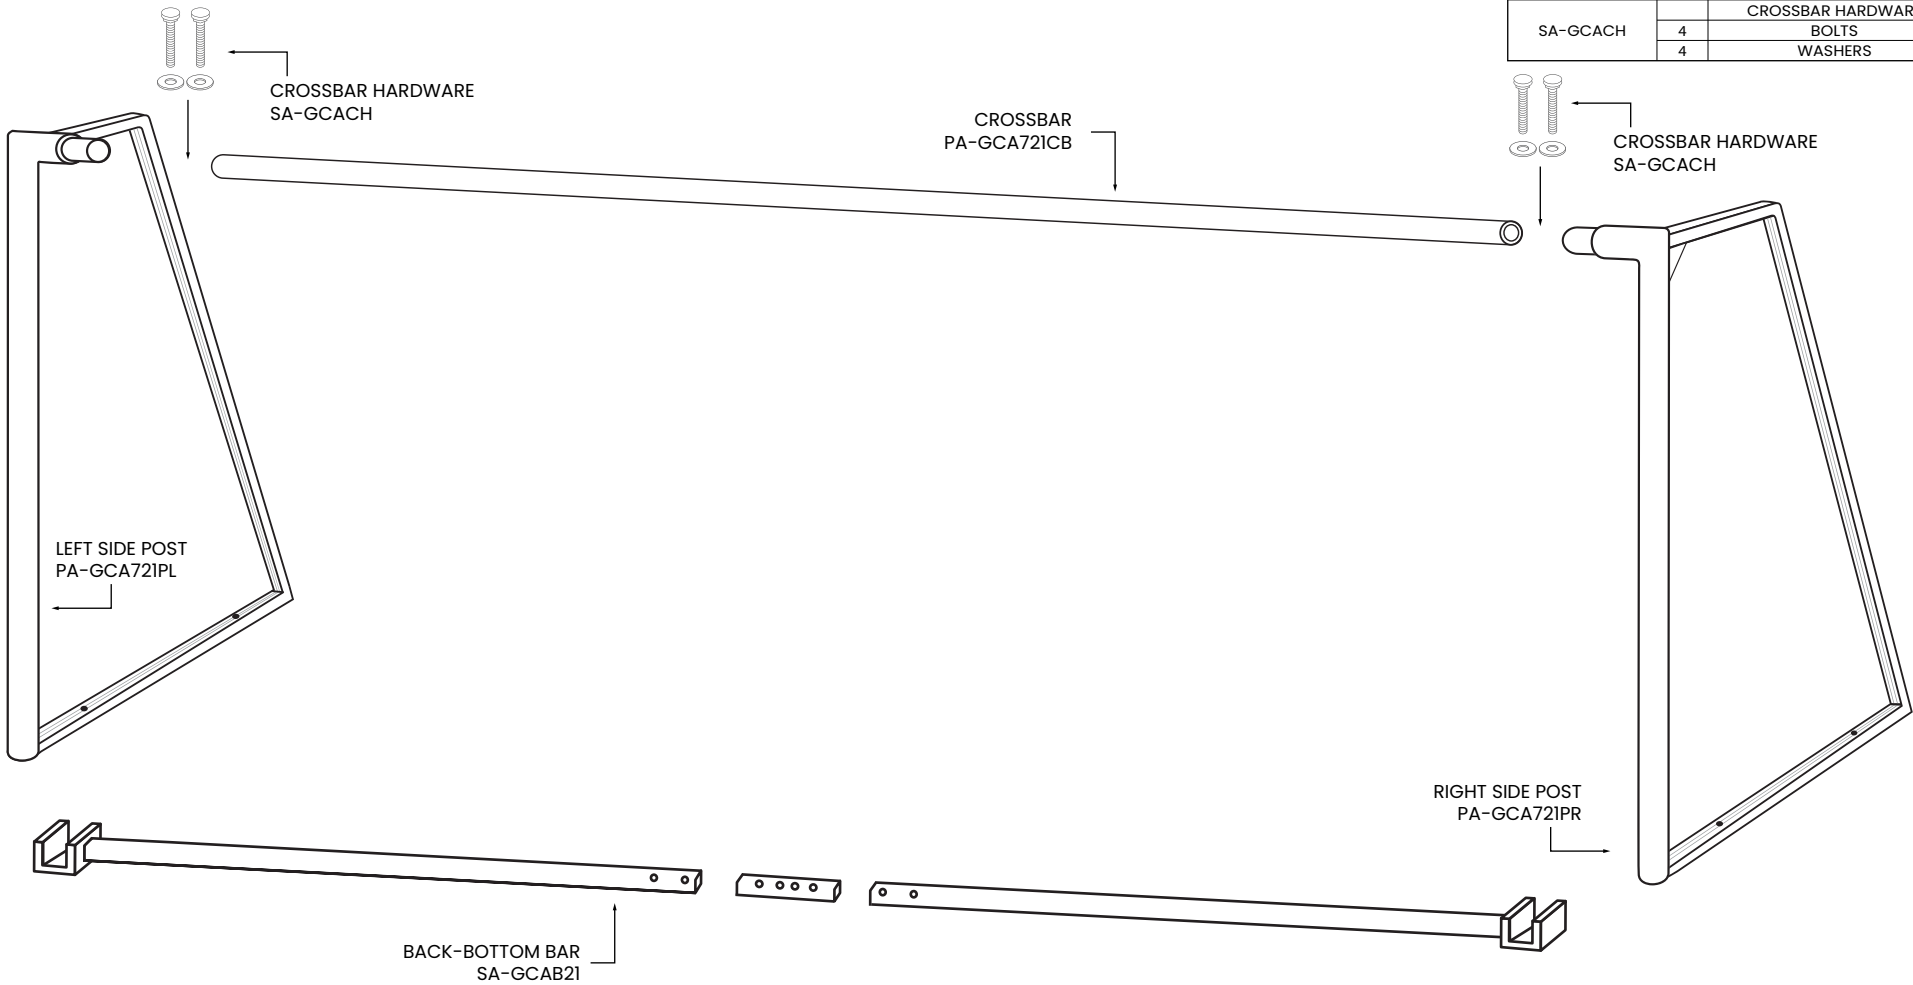 CROSSBAR HARDWAR
SA-GCACH
4 BOLTS
4 WASHERS
CROSSBAR HARDWARE
SA-GCACH
CROSSBAR
PA-GCA721CB
CROSSBAR HARDWARE
SA-GCACH
LEFT SIDE POST
PA-GCA721PL
RIGHT SIDE POST
PA-GCA721PR
BACK-BOTTOM BAR
SA-GCAB21